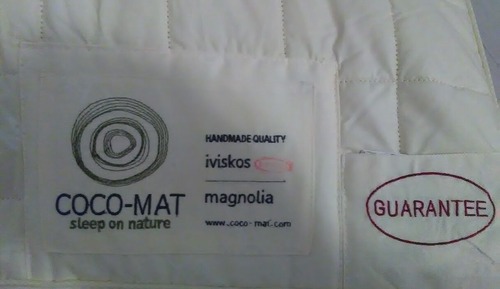 HANDMADE QUALITY
iviskos
magnolia
www.coco-mat.com
COCO-MAT
sleep on nature
GUARANTEE